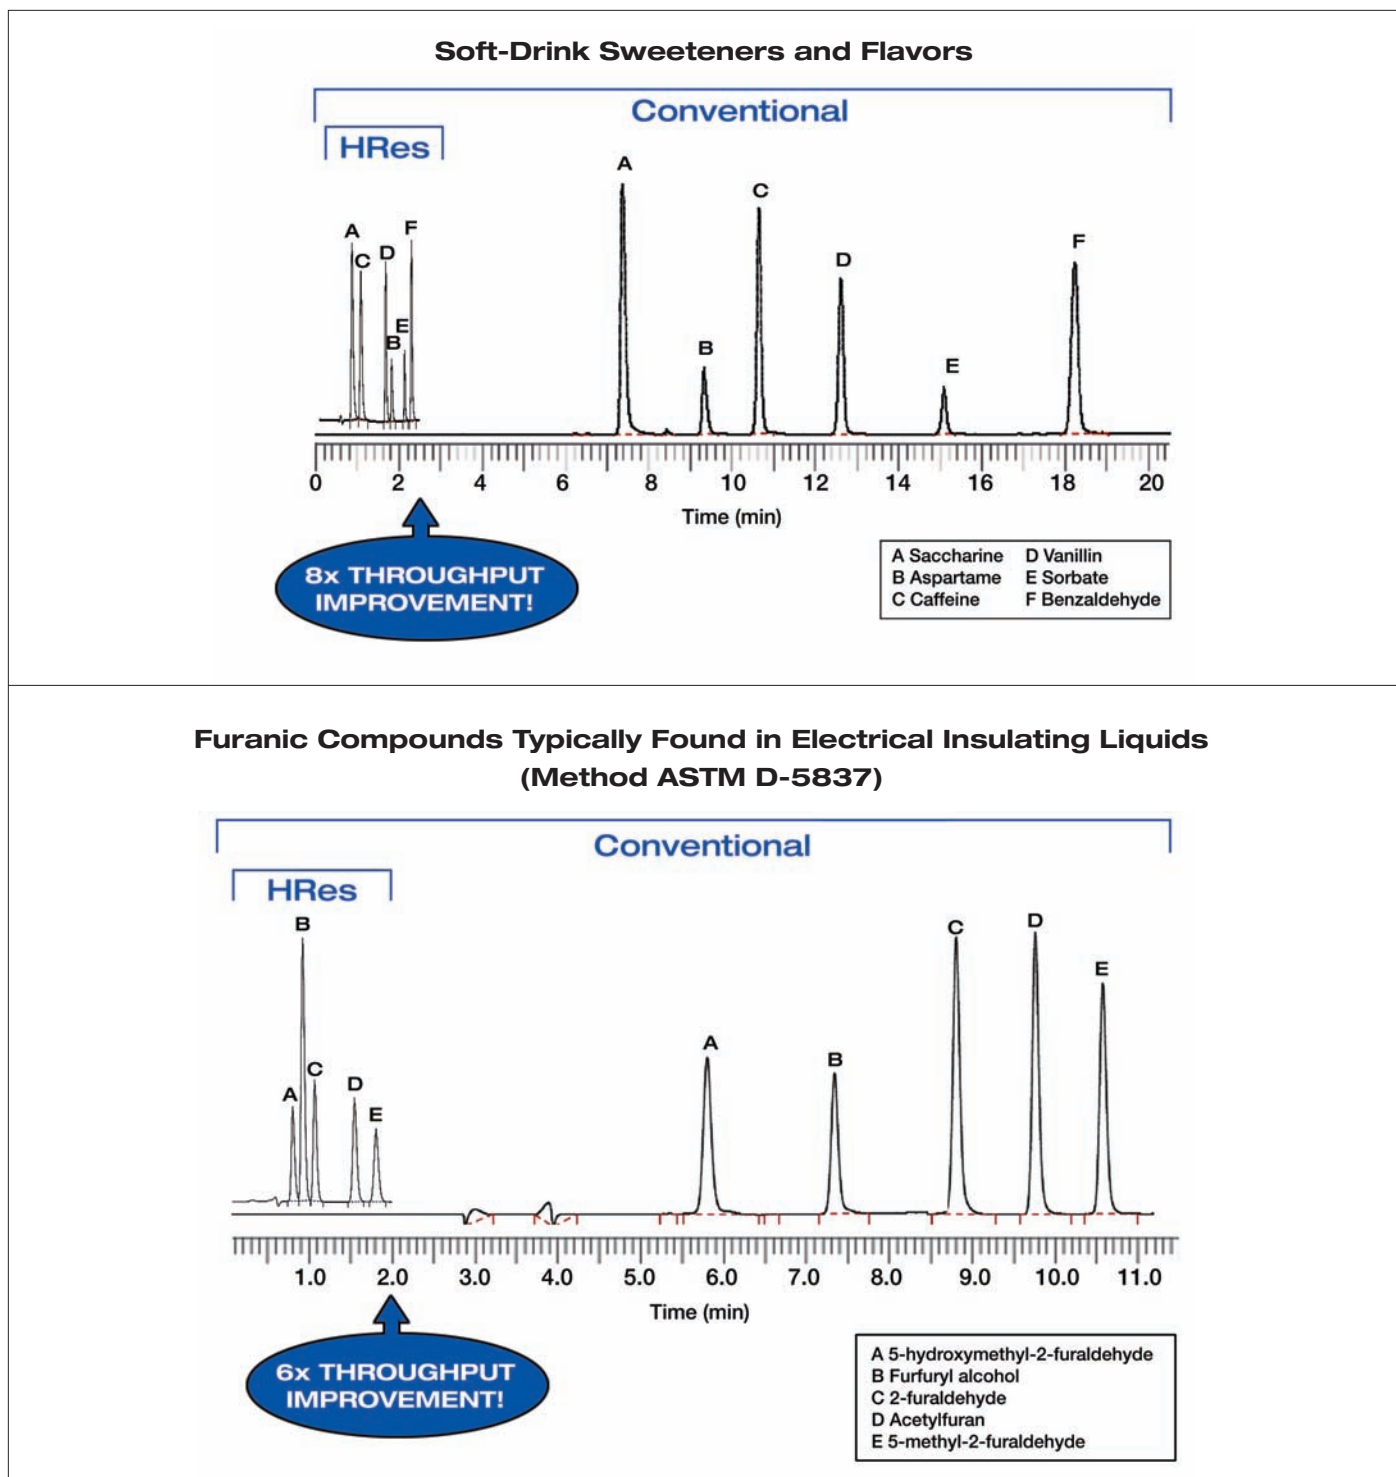 Soft-Drink Sweeteners and Flavors
Conventional
HRes
A
C
D
B
E
F
A
B
C
D
E
F
0 2 4 6 8 10 12 14 16 18 20
Time (min)
8x THROUGHPUT
IMPROVEMENT!
A Saccharine D Vanillin
B Aspartame E Sorbate
C Caffeine F Benzaldehyde
Furanic Compounds Typically Found in Electrical Insulating Liquids
(Method ASTM D-5837)
Conventional
HRes
A
B
C
D
E
A
B
C
D
E
1.0 2.0 3.0 4.0 5.0 6.0 7.0 8.0 9.0 10.0 11.0
Time (min)
6x THROUGHPUT
IMPROVEMENT!
A 5-hydroxymethyl-2-furaldehyde
B Furfuryl alcohol
C 2-furaldehyde
D Acetylfuran
E 5-methyl-2-furaldehyde